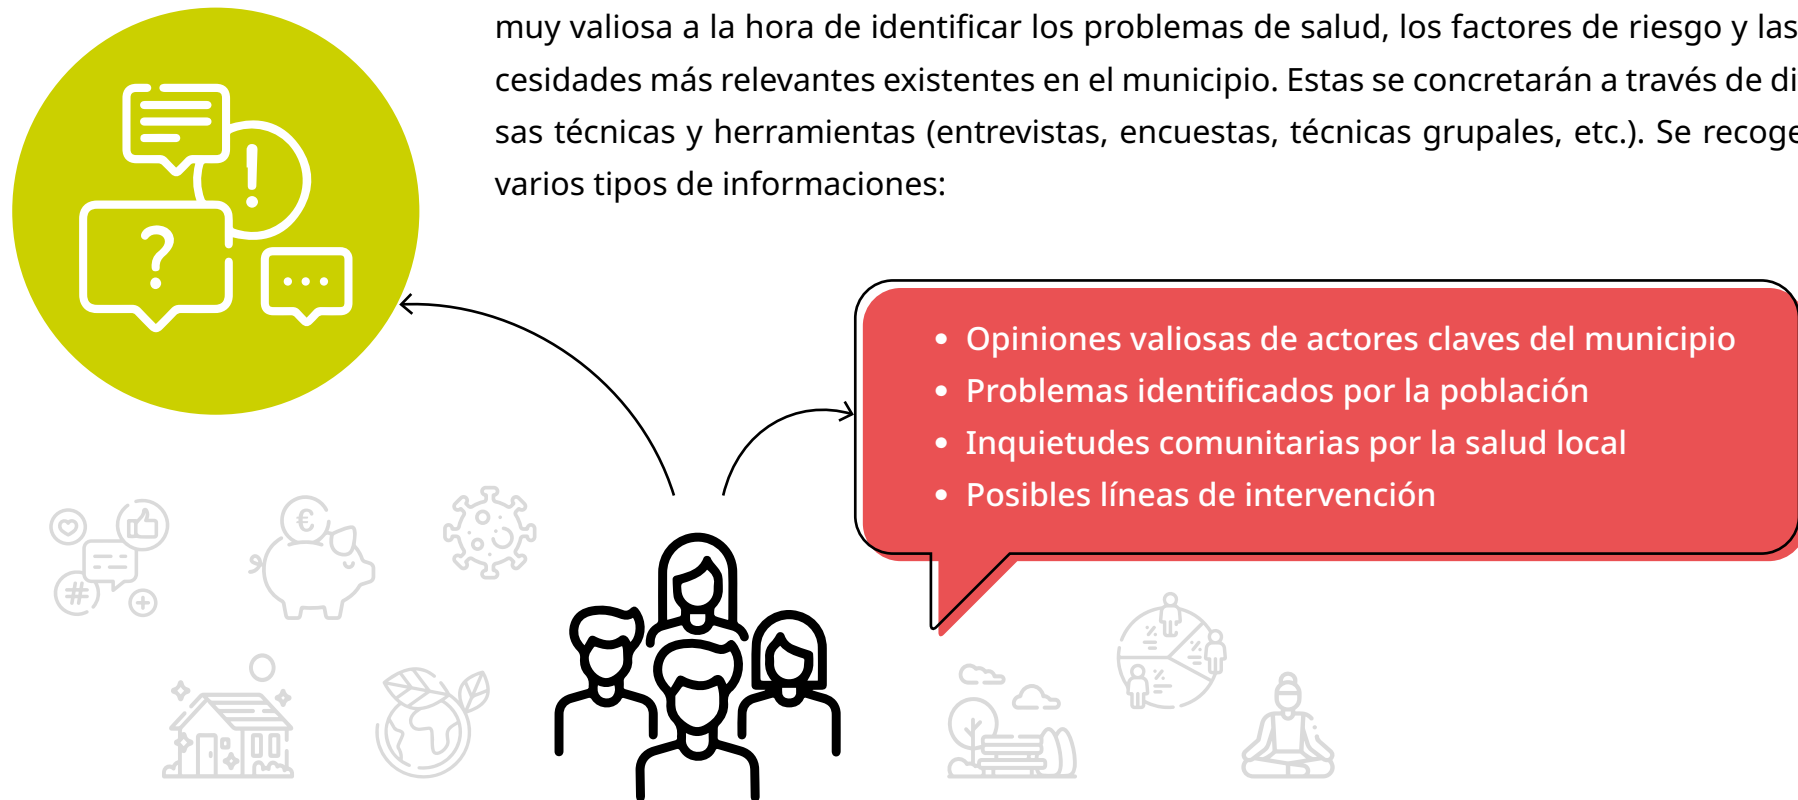 muy valiosa a la hora de identificar los problemas de salud, los factores de riesgo y las
cesidades más relevantes existentes en el municipio. Estas se concretarán a través de di
sas técnicas y herramientas (entrevistas, encuestas, técnicas grupales, etc.). Se recoge
varios tipos de informaciones:
• Opiniones valiosas de actores claves del municipio
• Problemas identificados por la población
• Inquietudes comunitarias por la salud local
• Posibles líneas de intervención